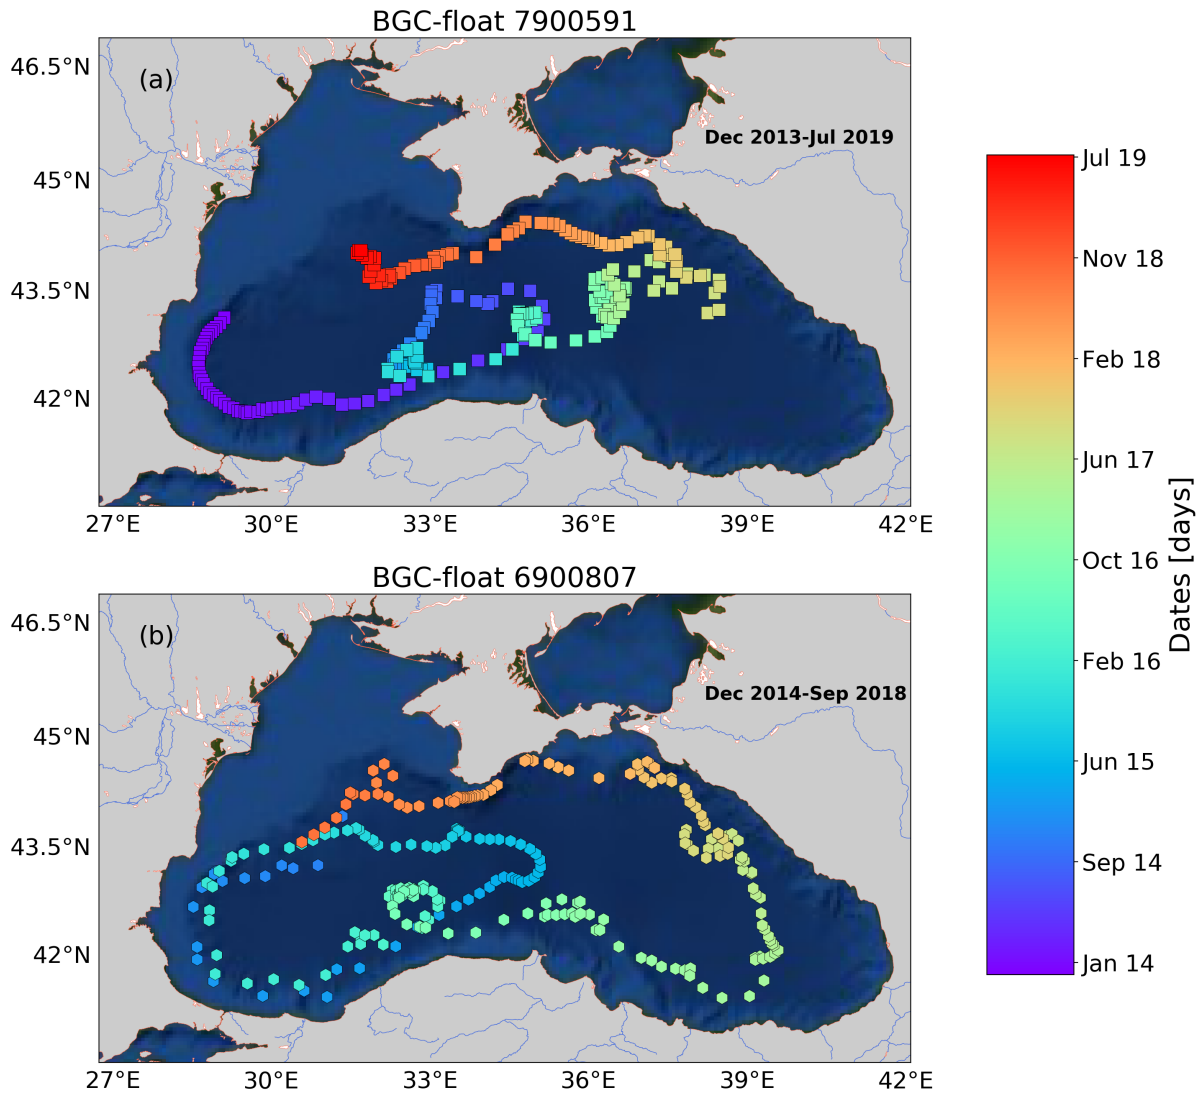 BGC-float 7900591
46.5°N
(a)
Dec 2013-Jul 2019
45°N
43.5°N
42°N
27°E 30°E 33°E 36°E 39°E 42°E
BGC-float 6900807
46.5°N
(b)
Dec 2014-Sep 2018
45°N
43.5°N
42°N
27°E 30°E 33°E 36°E 39°E 42°E
Jul 19
Nov 18
Feb 18
Jun 17
Oct 16
Feb 16
Jun 15
Sep 14
Jan 14
Dates [days]